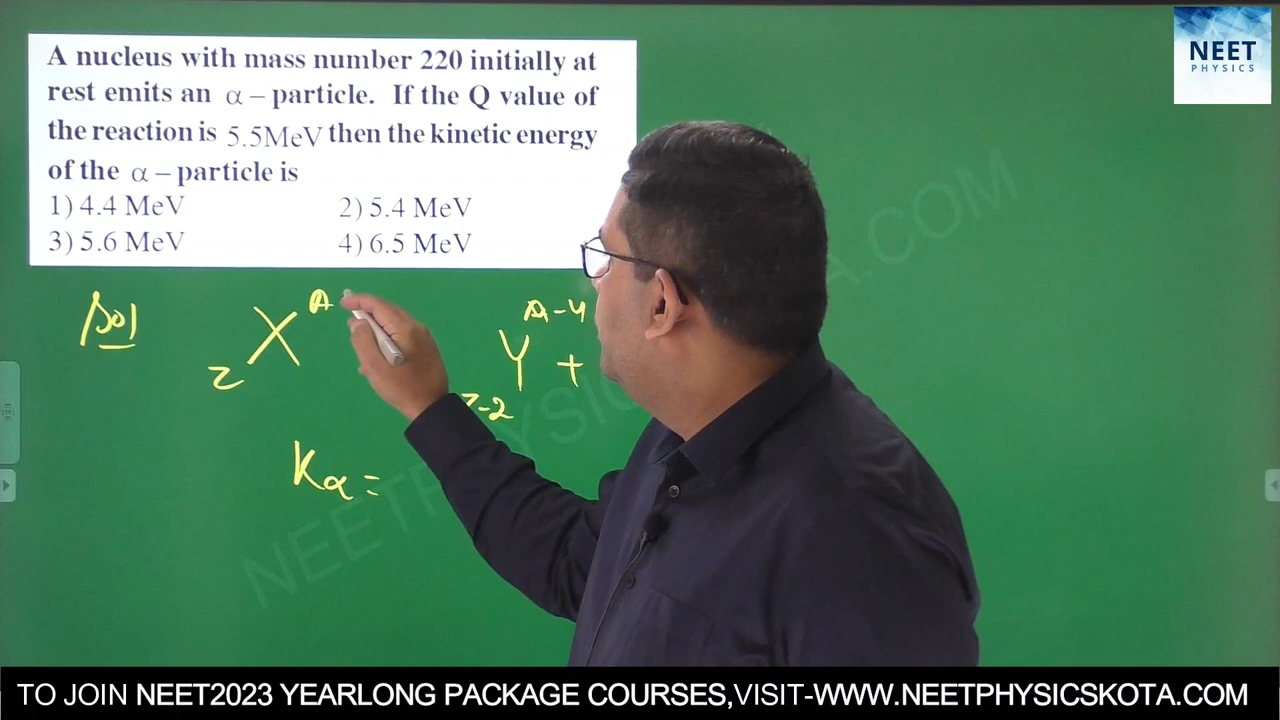 NEET
PHYSICS
A nucleus with mass number 220 initially at
rest emits an α – particle. If the Q value of
the reaction is 5.5MeV then the kinetic energy
of the α – particle is
1) 4.4 MeV 2) 5.4 MeV
3) 5.6 MeV 4) 6.5 MeV
Sol
X A
Z
Y A-4 +
Z-2
Kα =
TO JOIN NEET2023 YEARLONG PACKAGE COURSES,VISIT-WWW.NEETPHYSICSKOTA.COM